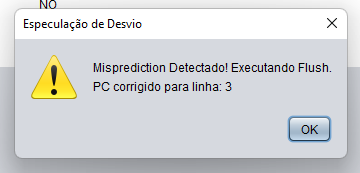 NO
Especulação de Desvio
Misprediction Detectado! Executando Flush.
PC corrigido para linha: 3
OK